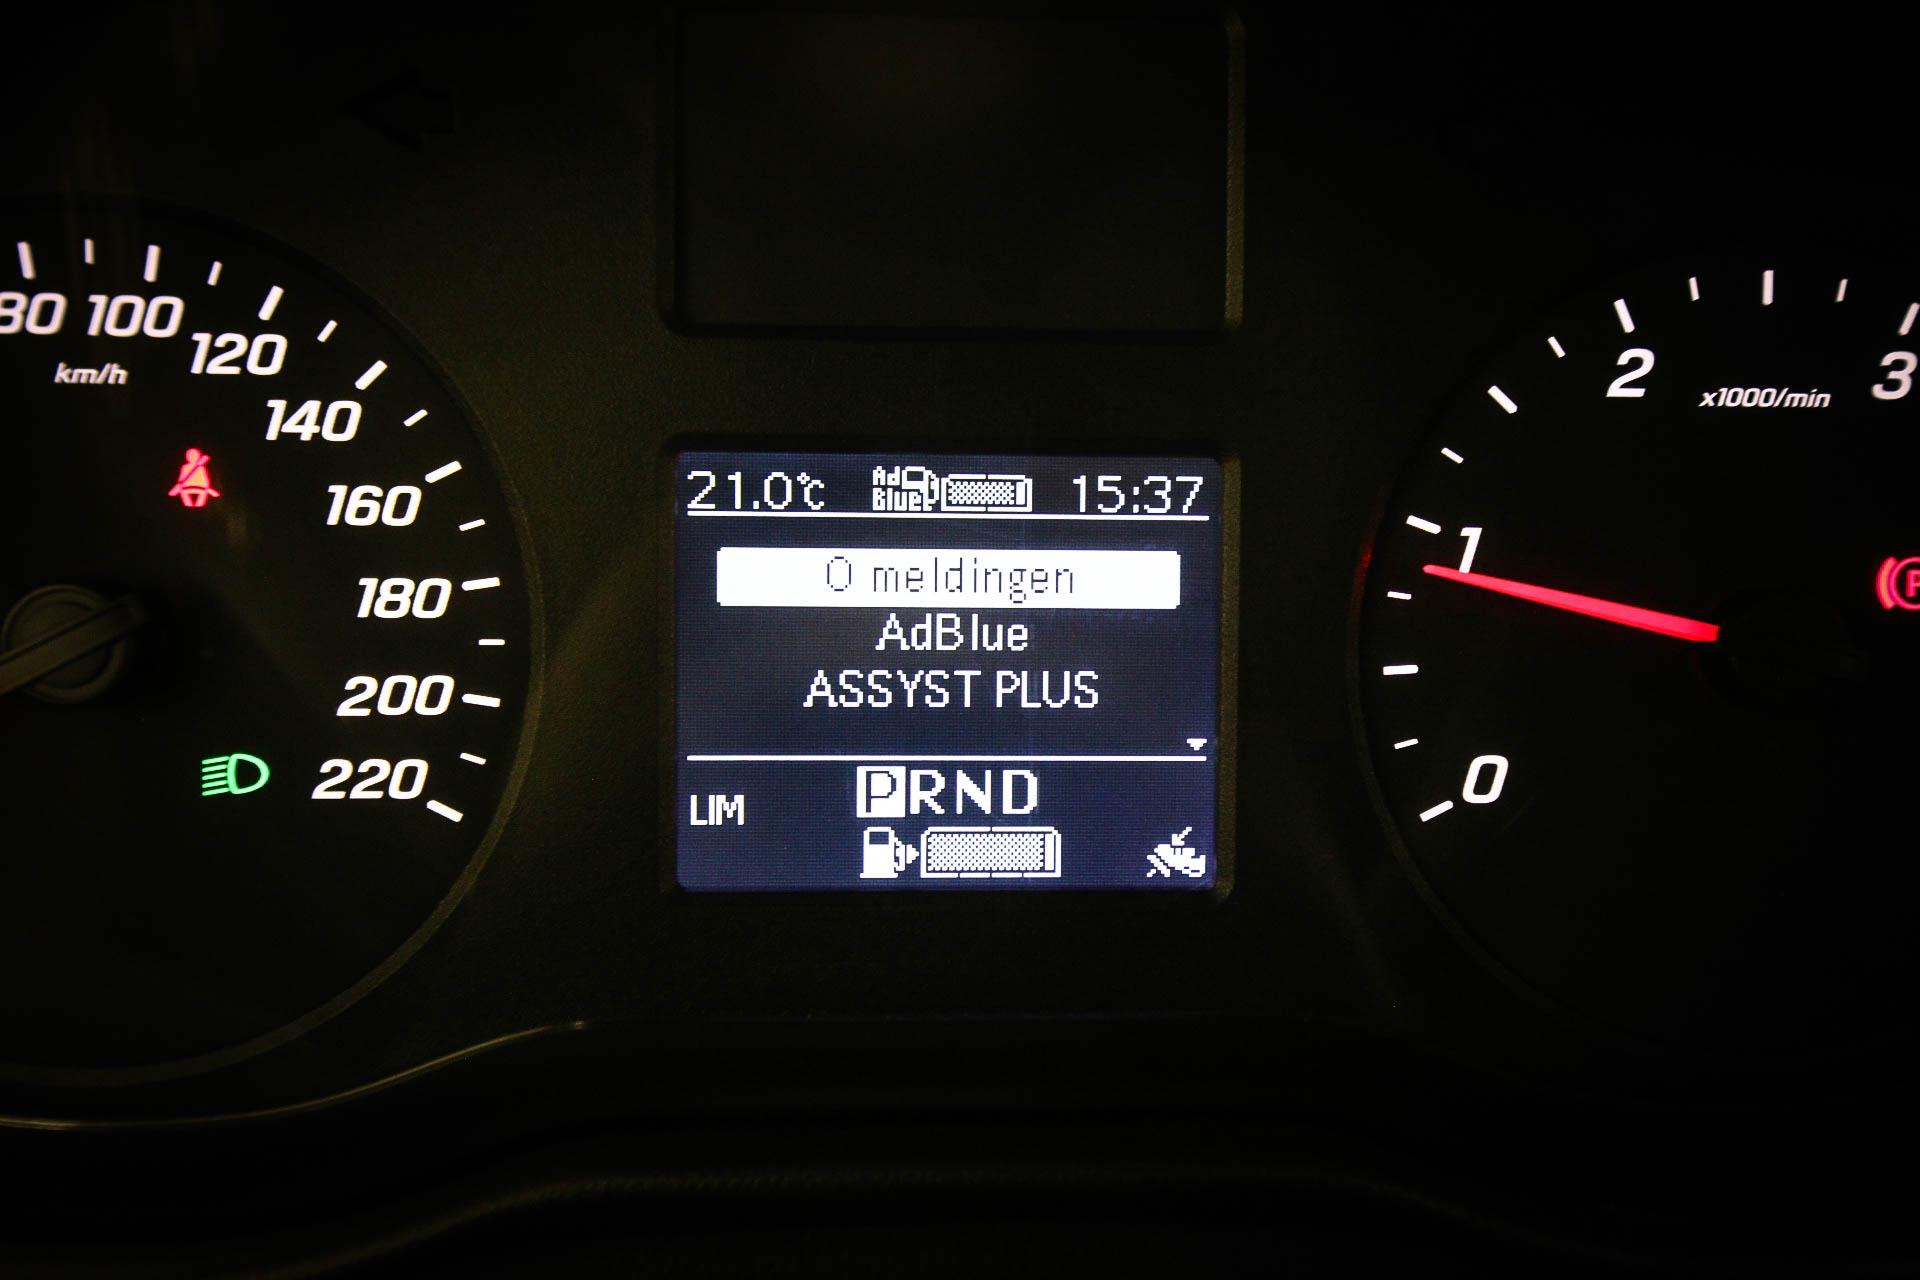 80 100 120 140 160 180 200 220
km/h
21.0°C Ad Blue 15:37
0 meldingen
AdBlue
ASSYST PLUS
PRND
LIM
0 1 2 3
x1000/min
P